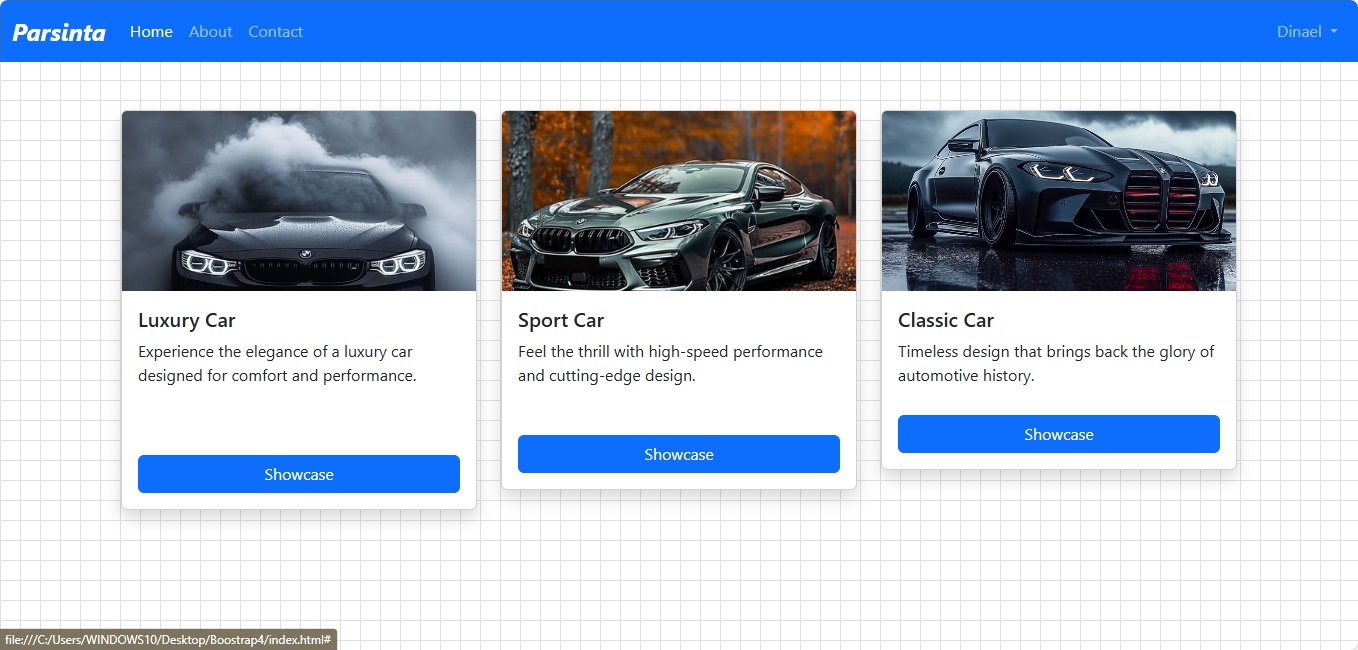 Parsinta Home About Contact Dinael
Luxury Car
Experience the elegance of a luxury car
designed for comfort and performance.
Showcase
Sport Car
Feel the thrill with high-speed performance
and cutting-edge design.
Showcase
Classic Car
Timeless design that brings back the glory of
automotive history.
Showcase
file:///C:/Users/WINDOWS10/Desktop/Boostrap4/index.html#